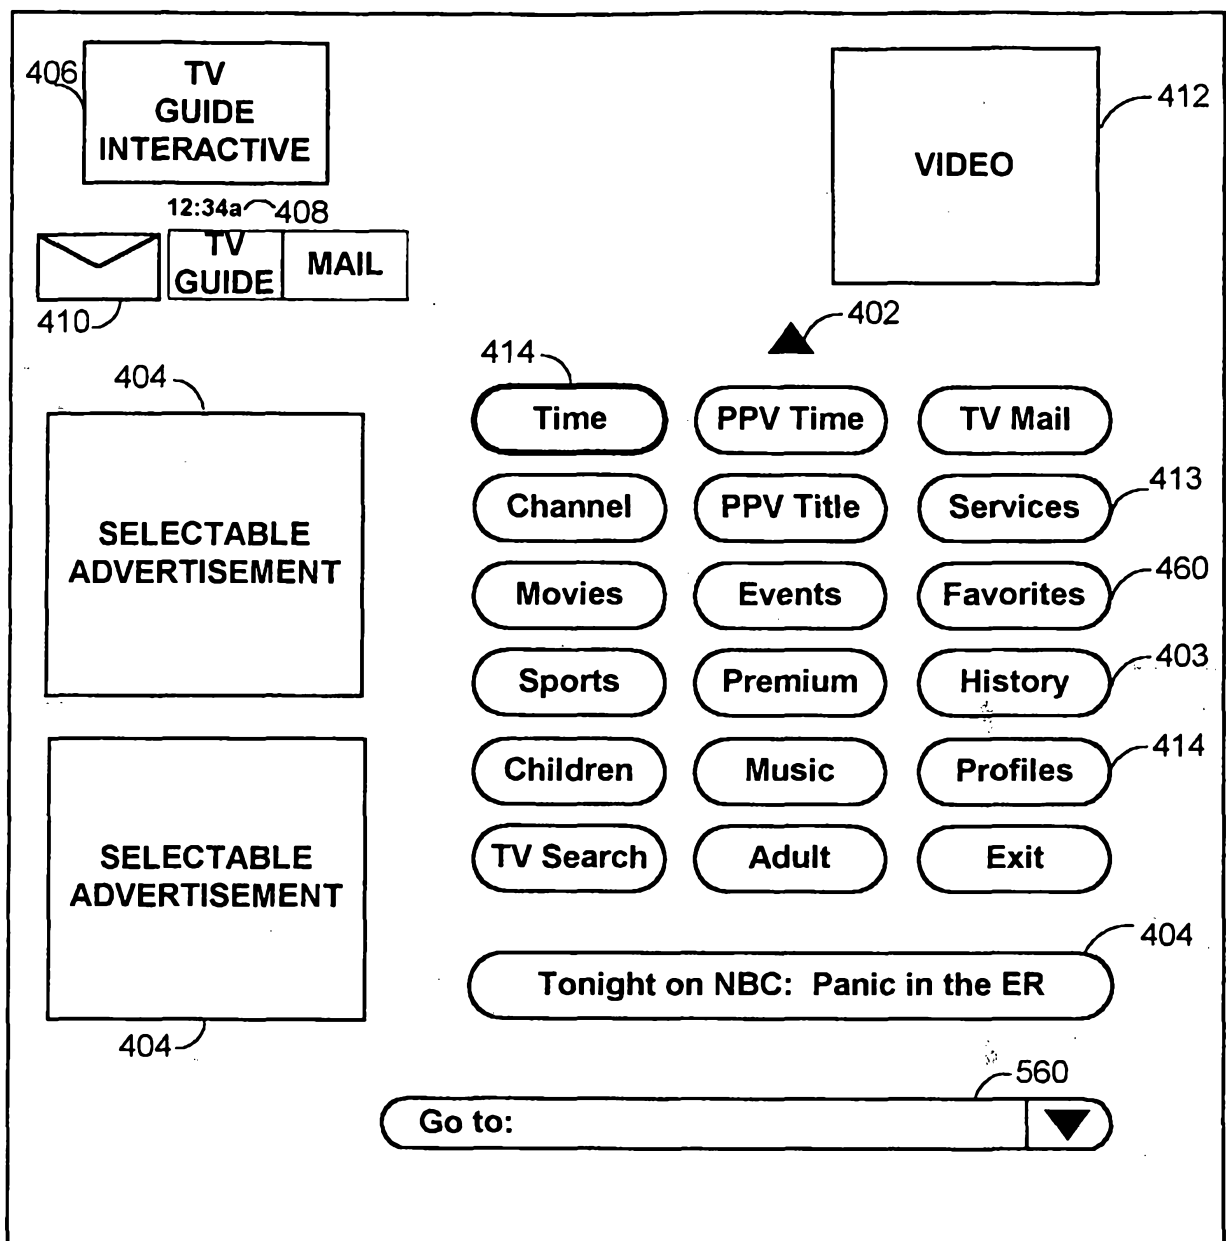 406
TV
GUIDE
INTERACTIVE
12:34a
408
TV
GUIDE
MAIL
410
VIDEO
412
402
414
404
SELECTABLE
ADVERTISEMENT
SELECTABLE
ADVERTISEMENT
404
Time
PPV Time
TV Mail
Channel
PPV Title
Services
413
Movies
Events
Favorites
460
Sports
Premium
History
403
Children
Music
Profiles
414
TV Search
Adult
Exit
404
Tonight on NBC: Panic in the ER
560
Go to: